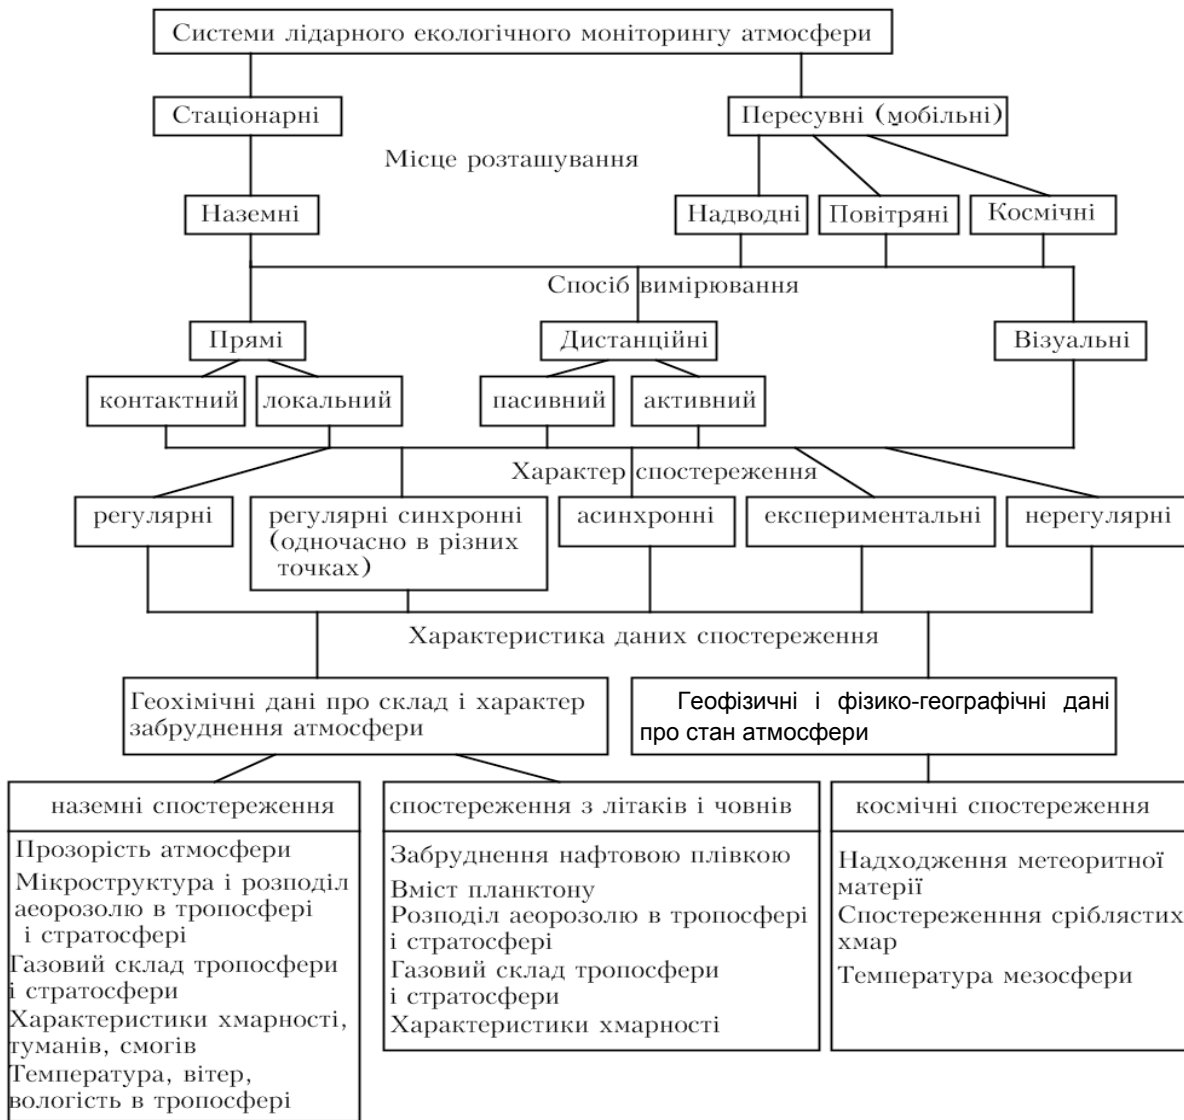 Системи лідарного екологічного моніторингу атмосфери
Стаціонарні
Пересувні (мобільні)
Місце розташування
Наземні
Надводні
Повітряні
Космічні
Спосіб вимірювання
Прямі
Дистанційні
Візуальні
контактний
локальний
пасивний
активний
Характер спостереження
регулярні
регулярні синхронні
(одночасно в різних
точках)
асинхронні
експериментальні
нерегулярні
Характеристика даних спостереження
Геохімічні дані про склад і характер
забруднення атмосфери
Геофізичні і фізико-географічні дані
про стан атмосфери
наземні спостереження
Прозорість атмосфери
Мікроструктура і розподіл
аеорозолю в тропосфері
і стратосфері
Газовий склад тропосфери
і стратосфери
Характеристики хмарності,
туманів, смогів
Температура, вітер,
вологість в тропосфері
спостереження з літаків і човнів
Забруднення нафтовою плівкою
Вміст планктону
Розподіл аеорозолю в тропосфері
і стратосфері
Газовий склад тропосфери
і стратосфери
Характеристики хмарності
космічні спостереження
Надходження метеоритної
матерії
Спостереженння сріблястих
хмар
Температура мезосфери